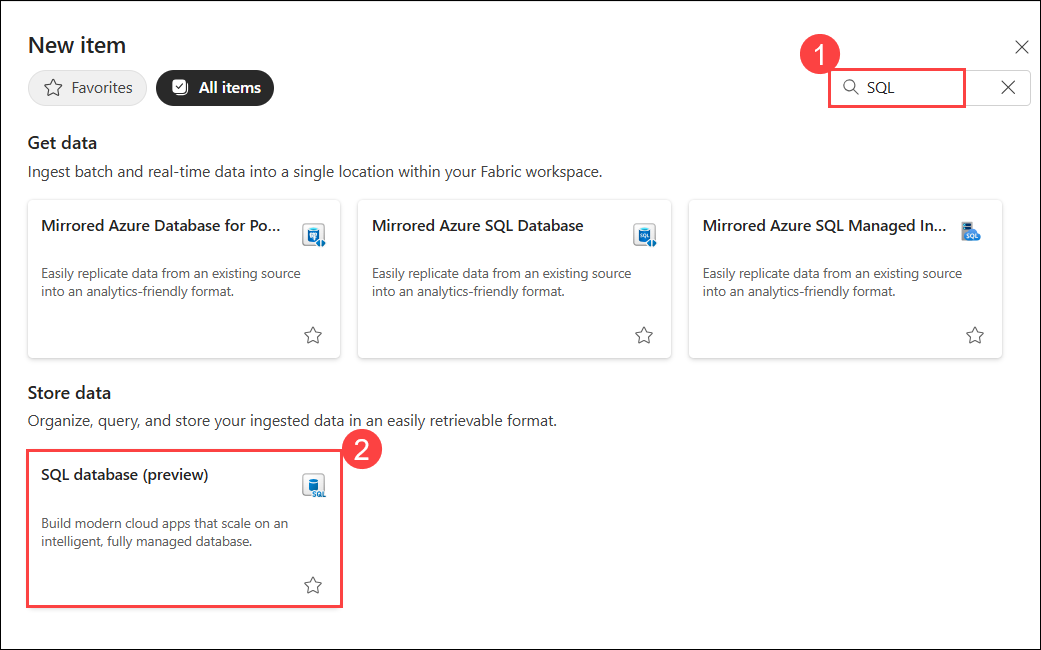 New item
1
Favorites
All items
SQL
Get data
Ingest batch and real-time data into a single location within your Fabric workspace.
Mirrored Azure Database for Po...
Easily replicate data from an existing source
into an analytics-friendly format.
Mirrored Azure SQL Database
SQL
Easily replicate data from an existing source
into an analytics-friendly format.
Mirrored Azure SQL Managed In...
SQL
Easily replicate data from an existing source
into an analytics-friendly format.
Store data
Organize, query, and store your ingested data in an easily retrievable format.
2
SQL database (preview)
SQL
Build modern cloud apps that scale on an
intelligent, fully managed database.